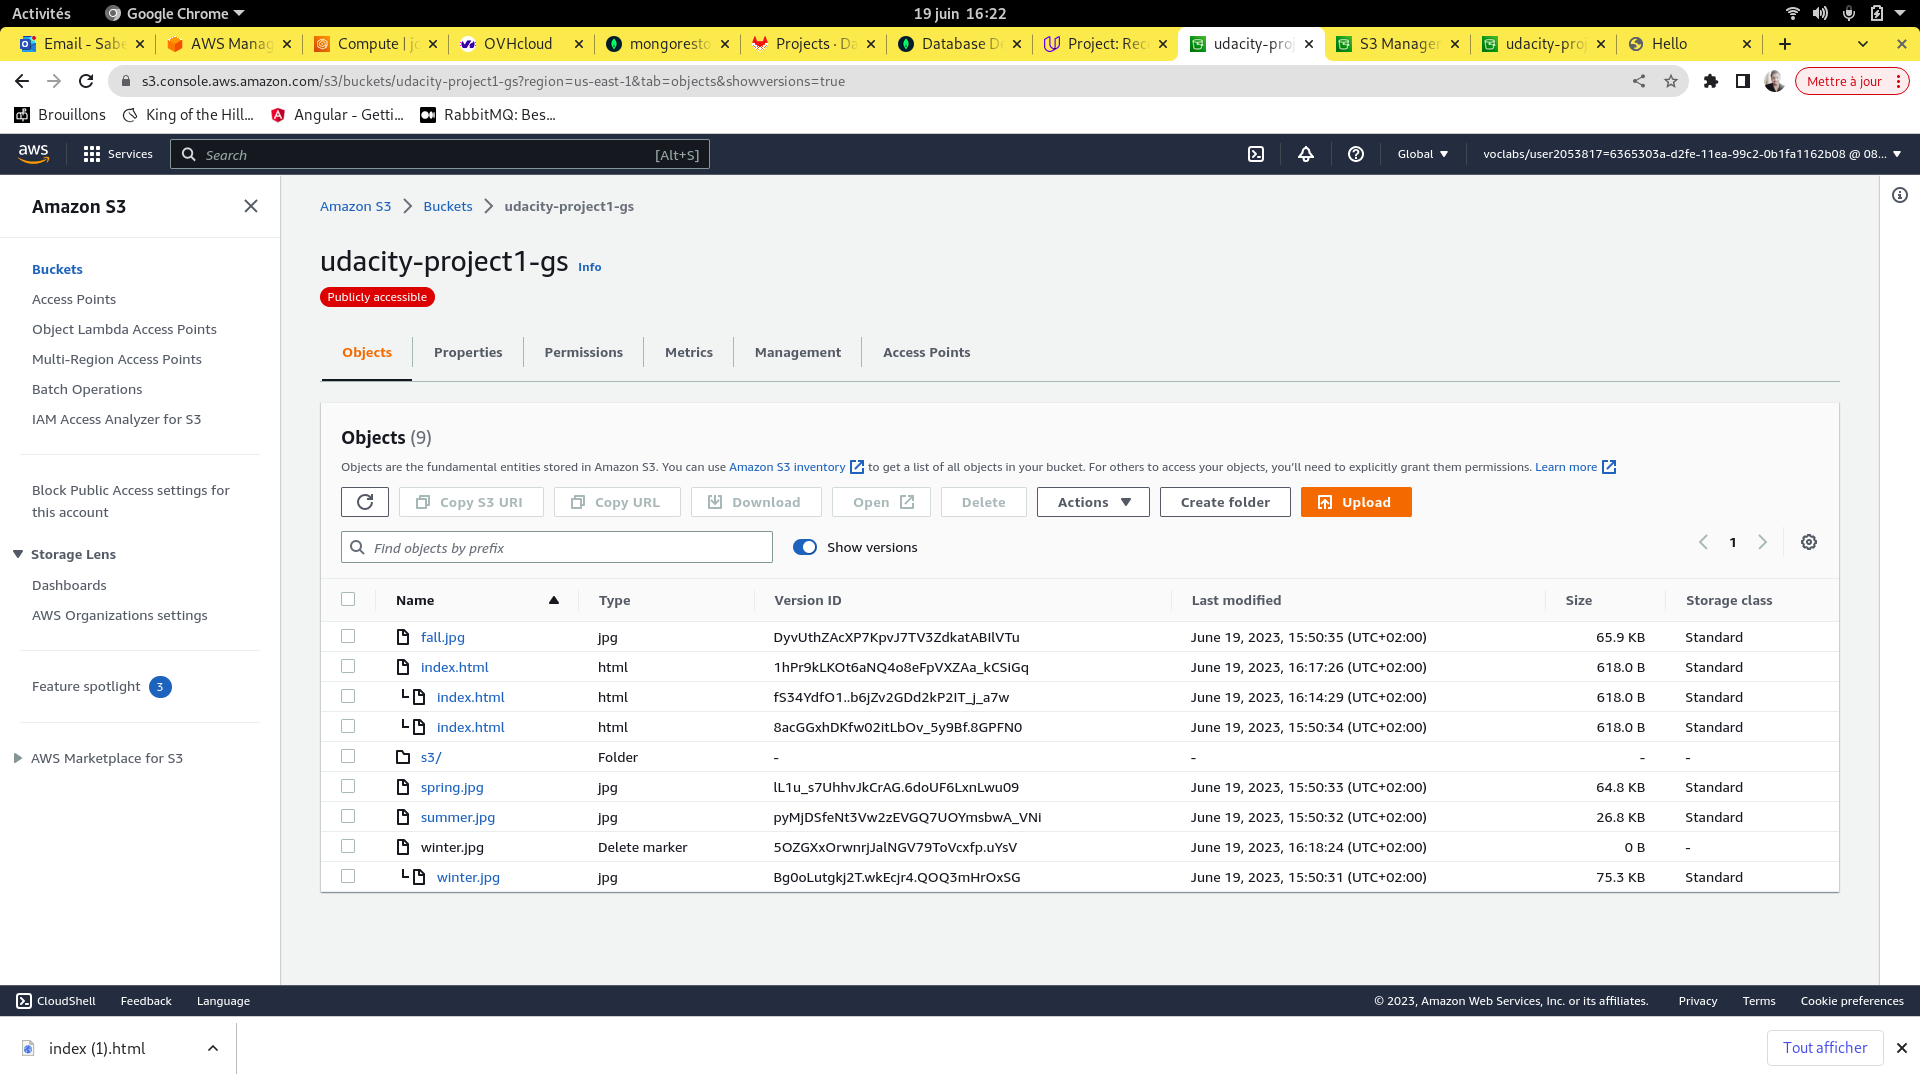 Activités Google Chrome 19 juin 16:22
Email - Sabe AWS Manag Compute | jo OVHcloud mongoresto Projects · Da Database De Project: Rec udacity-proj S3 Manager udacity-proj Hello
s3.console.aws.amazon.com/s3/buckets/udacity-project1-gs?region=us-east-1&tab=objects&showversions=true Mettre à jour
Brouillons King of the Hill... Angular - Getti... RabbitMQ: Bes...
aws Services Search [Alt+S] Global voclabs/user2053817=6365303a-d2fe-11ea-99c2-0b1fa1162b08 @ 08...
Amazon S3
Buckets
Access Points
Object Lambda Access Points
Multi-Region Access Points
Batch Operations
IAM Access Analyzer for S3
Block Public Access settings for
this account
Storage Lens
Dashboards
AWS Organizations settings
Feature spotlight 3
AWS Marketplace for S3
Amazon S3 Buckets udacity-project1-gs
udacity-project1-gs Info
Publicly accessible
Objects Properties Permissions Metrics Management Access Points
Objects (9)
Objects are the fundamental entities stored in Amazon S3. You can use Amazon S3 inventory to get a list of all objects in your bucket. For others to access your objects, you'll need to explicitly grant them permissions. Learn more
Copy S3 URI Copy URL Download Open Delete Actions Create folder Upload
Find objects by prefix Show versions 1
Name Type Version ID Last modified Size Storage class
fall.jpg jpg DyvUthZAcXP7KpvJ7TV3ZdkatABIlVTu June 19, 2023, 15:50:35 (UTC+02:00) 65.9 KB Standard
index.html html 1hPr9kLKOt6aNQ4o8eFpVXZAa_kCSiGq June 19, 2023, 16:17:26 (UTC+02:00) 618.0 B Standard
index.html html fS34YdfO1..b6jZv2GDd2kP2IT_j_a7w June 19, 2023, 16:14:29 (UTC+02:00) 618.0 B Standard
index.html html 8acGGxhDKfw02itLbOv_5y9Bf.8GPFN0 June 19, 2023, 15:50:34 (UTC+02:00) 618.0 B Standard
s3/ Folder - - - -
spring.jpg jpg lL1u_s7UhhvJkCrAG.6doUF6LxnLwu09 June 19, 2023, 15:50:33 (UTC+02:00) 64.8 KB Standard
summer.jpg jpg pyMJDSfeNt3Vw2zEVGQ7UOYmsbwA_VNi June 19, 2023, 15:50:32 (UTC+02:00) 26.8 KB Standard
winter.jpg Delete marker 5OZGXxOrwnrjJalNGV79ToVcxfp.uYsV June 19, 2023, 16:18:24 (UTC+02:00) 0 B -
winter.jpg jpg Bg0oLutgkj2T.wkEcjr4.QOQ3mHrOxSG June 19, 2023, 15:50:31 (UTC+02:00) 75.3 KB Standard
CloudShell Feedback Language © 2023, Amazon Web Services, Inc. or its affiliates. Privacy Terms Cookie preferences
index (1).html Tout afficher